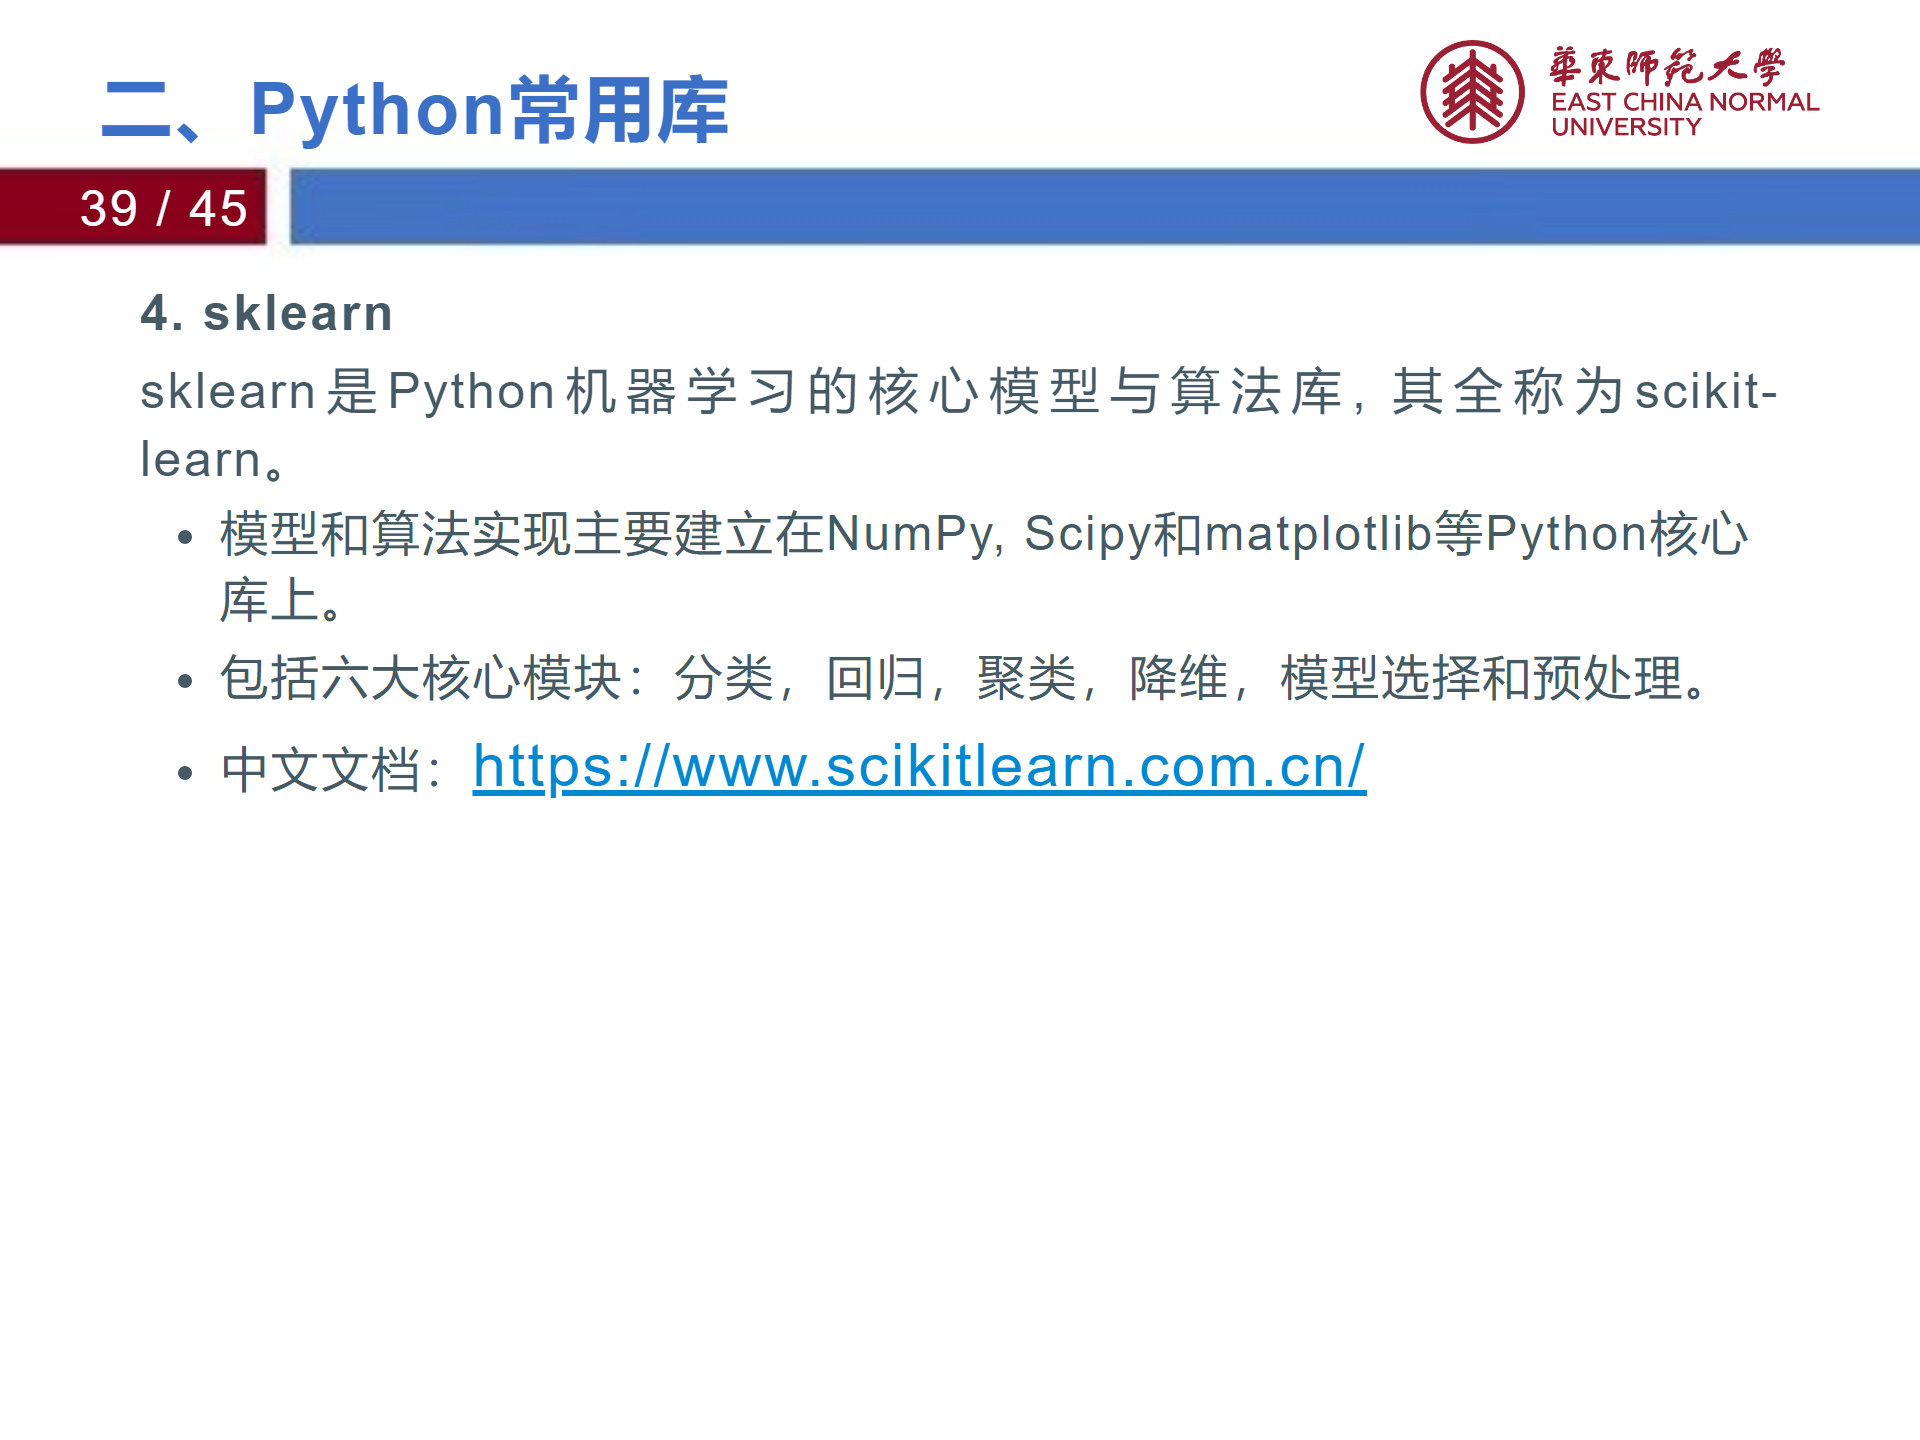 二、Python常用库
華東師範大學
EAST CHINA NORMAL
UNIVERSITY
39 / 45
4. sklearn
sklearn是Python机器学习的核心模型与算法库, 其全称为scikit-
learn。
• 模型和算法实现主要建立在NumPy, Scipy和matplotlib等Python核心
库上。
• 包括六大核心模块：分类，回归，聚类，降维，模型选择和预处理。
• 中文文档：https://www.scikitlearn.com.cn/